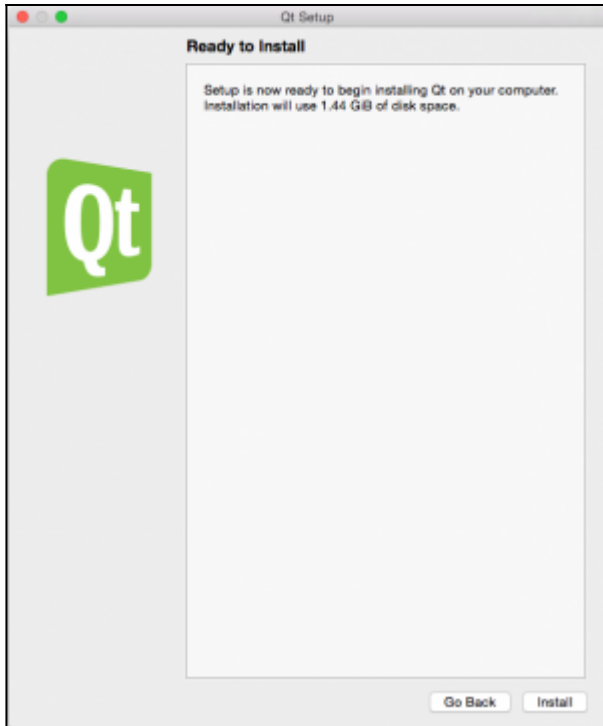 Qt Setup
Ready to Install
Setup is now ready to begin installing Qt on your computer.
Installation will use 1.44 GiB of disk space.
Qt
Go Back
Install